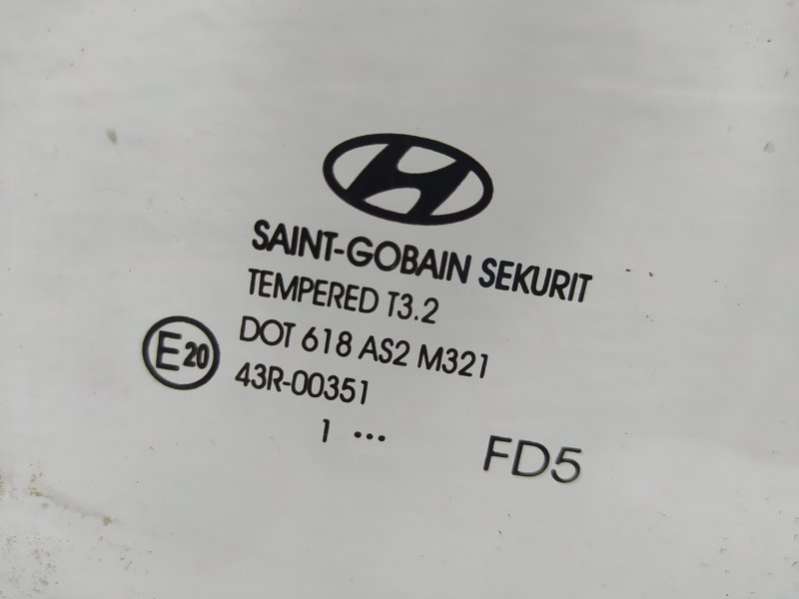 SAINT-GOBAIN SEKURIT
TEMPERED T3.2
DOT 618 AS2 M321
E20
43R-00351
1 ...
FD5